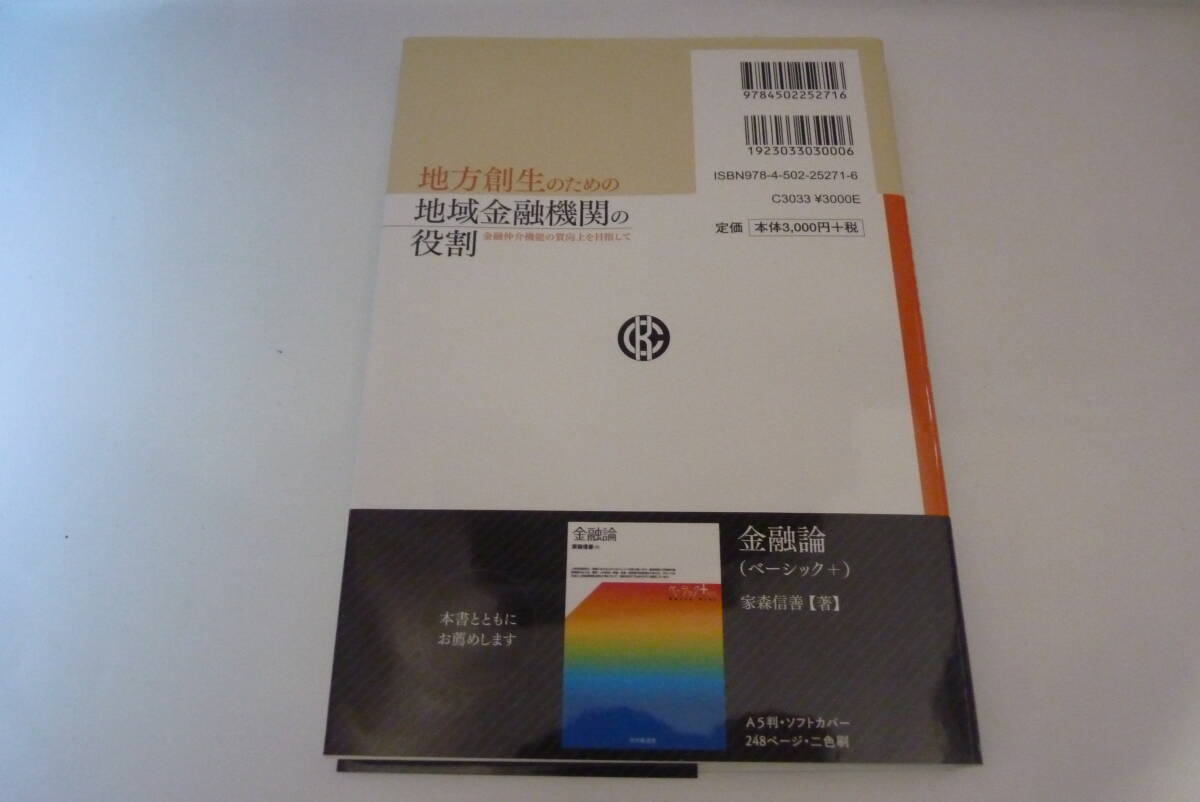 9784502252716
1923033030006
ISBN978-4-502-25271-6
C3033 ¥3000E
定価 本体3,000円+税
地方創生のための
地域金融機関の
役割 金融仲介機能の質向上を目指して
本書とともに
お薦めします
金融論
ベーシック+
金融論
(ベーシック+)
家森信善【著】
A5判・ソフトカバー
248ページ・二色刷